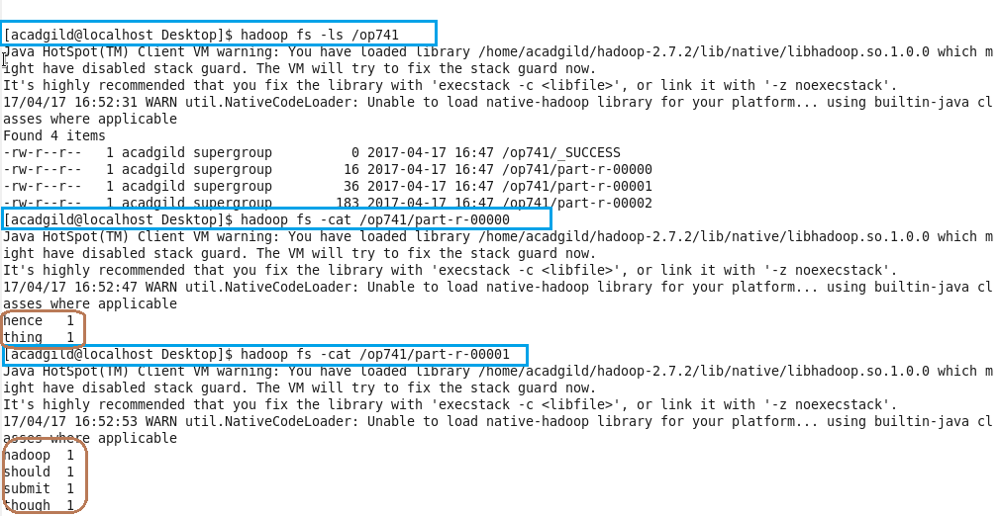 [acadgild@localhost Desktop]$ hadoop fs -ls /op741
Java HotSpot(TM) Client VM warning: You have loaded library /home/acadgild/hadoop-2.7.2/lib/native/libhadoop.so.1.0.0 which m
ight have disabled stack guard. The VM will try to fix the stack guard now.
It's highly recommended that you fix the library with 'execstack -c <libfile>', or link it with '-z noexecstack'.
17/04/17 16:52:31 WARN util.NativeCodeLoader: Unable to load native-hadoop library for your platform... using builtin-java cl
asses where applicable
Found 4 items
-rw-r--r--   1 acadgild supergroup          0 2017-04-17 16:47 /op741/_SUCCESS
-rw-r--r--   1 acadgild supergroup         16 2017-04-17 16:47 /op741/part-r-00000
-rw-r--r--   1 acadgild supergroup         36 2017-04-17 16:47 /op741/part-r-00001
-rw-r--r--   1 acadgild supergroup        183 2017-04-17 16:47 /op741/part-r-00002
[acadgild@localhost Desktop]$ hadoop fs -cat /op741/part-r-00000
Java HotSpot(TM) Client VM warning: You have loaded library /home/acadgild/hadoop-2.7.2/lib/native/libhadoop.so.1.0.0 which m
ight have disabled stack guard. The VM will try to fix the stack guard now.
It's highly recommended that you fix the library with 'execstack -c <libfile>', or link it with '-z noexecstack'.
17/04/17 16:52:47 WARN util.NativeCodeLoader: Unable to load native-hadoop library for your platform... using builtin-java cl
asses where applicable
hence   1
thing   1
[acadgild@localhost Desktop]$ hadoop fs -cat /op741/part-r-00001
Java HotSpot(TM) Client VM warning: You have loaded library /home/acadgild/hadoop-2.7.2/lib/native/libhadoop.so.1.0.0 which m
ight have disabled stack guard. The VM will try to fix the stack guard now.
It's highly recommended that you fix the library with 'execstack -c <libfile>', or link it with '-z noexecstack'.
17/04/17 16:52:53 WARN util.NativeCodeLoader: Unable to load native-hadoop library for your platform... using builtin-java cl
asses where applicable
hadoop  1
should  1
submit  1
though  1